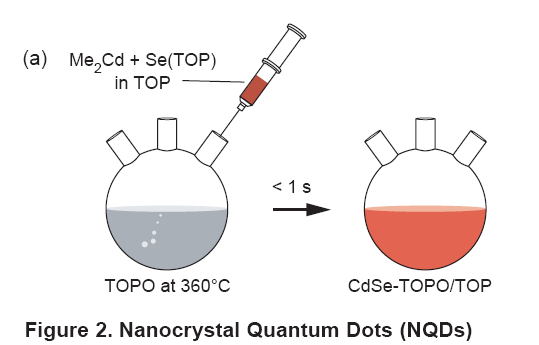 (a) Me₂Cd + Se(TOP)
in TOP
< 1 s
TOPO at 360°C
CdSe-TOPO/TOP
Figure 2. Nanocrystal Quantum Dots (NQDs)